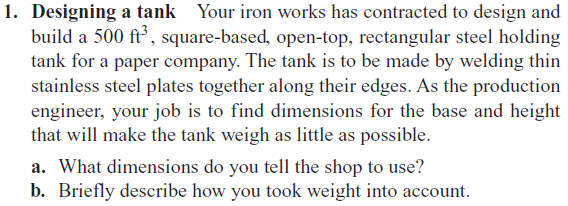 1. Designing a tank Your iron works has contracted to design and
build a 500 ft³, square-based, open-top, rectangular steel holding
tank for a paper company. The tank is to be made by welding thin
stainless steel plates together along their edges. As the production
engineer, your job is to find dimensions for the base and height
that will make the tank weigh as little as possible.
a. What dimensions do you tell the shop to use?
b. Briefly describe how you took weight into account.